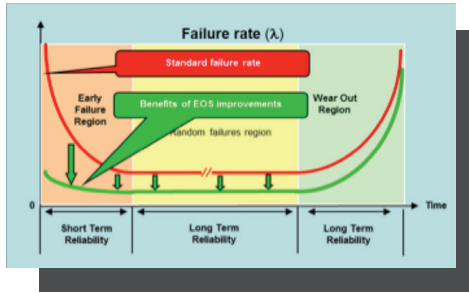 Failure rate (λ)
Standard failure rate
Early
Failure
Region
Benefits of EOS improvements
Wear Out
Region
Random failures region
0
Time
Short Term
Reliability
Long Term
Reliability
Long Term
Reliability